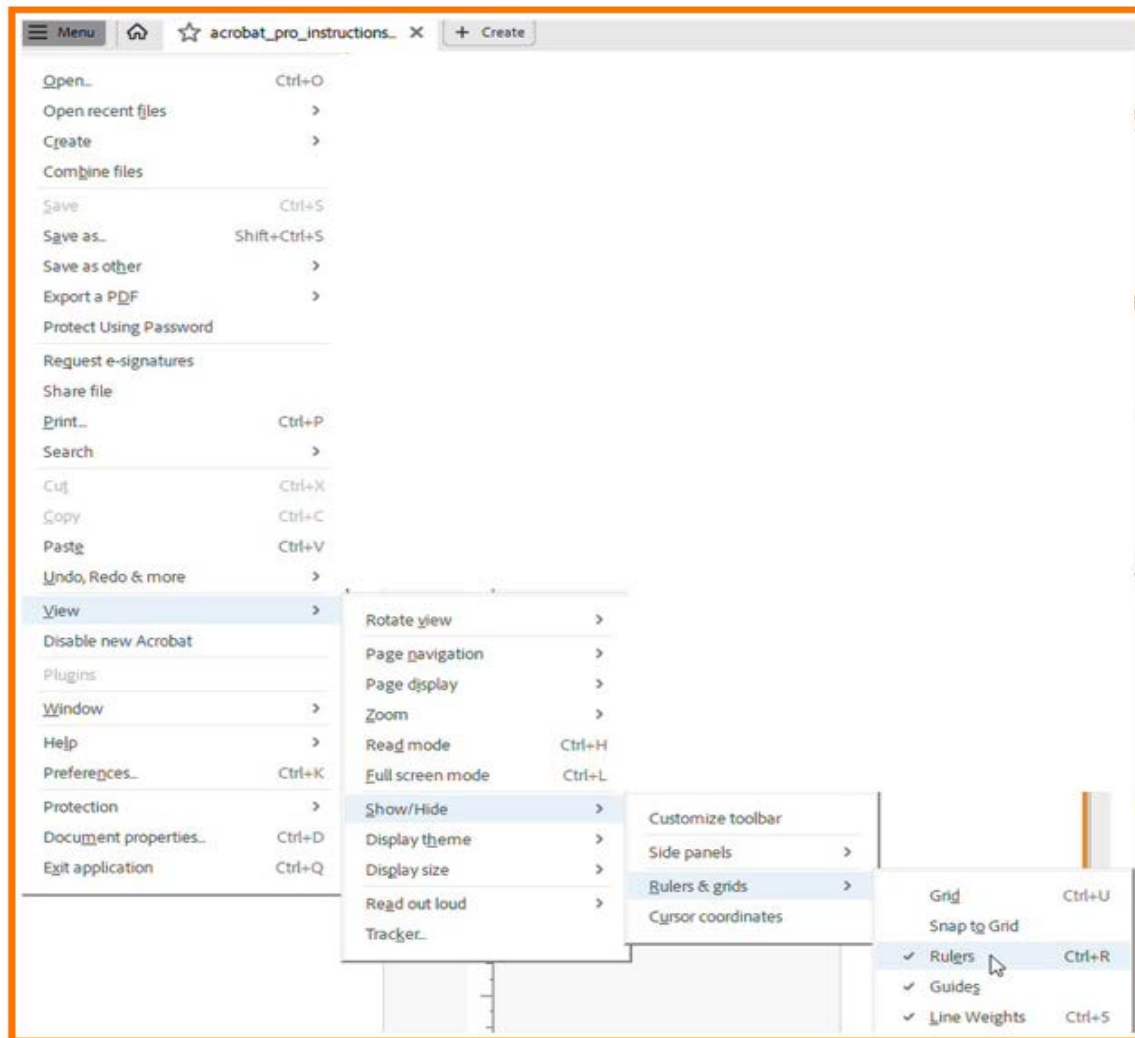 Menu acrobat_pro_instructions_ + Create
Open... Ctrl+O
Open recent files
Create
Combine files
Save Ctrl+S
Save as... Shift+Ctrl+S
Save as other
Export a PDF
Protect Using Password
Request e-signatures
Share file
Print... Ctrl+P
Search
Cut Ctrl+X
Copy Ctrl+C
Paste Ctrl+V
Undo, Redo & more
View
Disable new Acrobat
Plugins
Window
Help
Preferences... Ctrl+K
Protection
Document properties... Ctrl+D
Exit application Ctrl+Q
Rotate view
Page navigation
Page display
Zoom
Read mode Ctrl+H
Full screen mode Ctrl+L
Show/Hide
Display theme
Display size
Read out loud
Tracker...
Customize toolbar
Side panels
Rulers & grids
Cursor coordinates
Grid Ctrl+U
Snap to Grid
Rulers Ctrl+R
Guides
Line Weights Ctrl+5